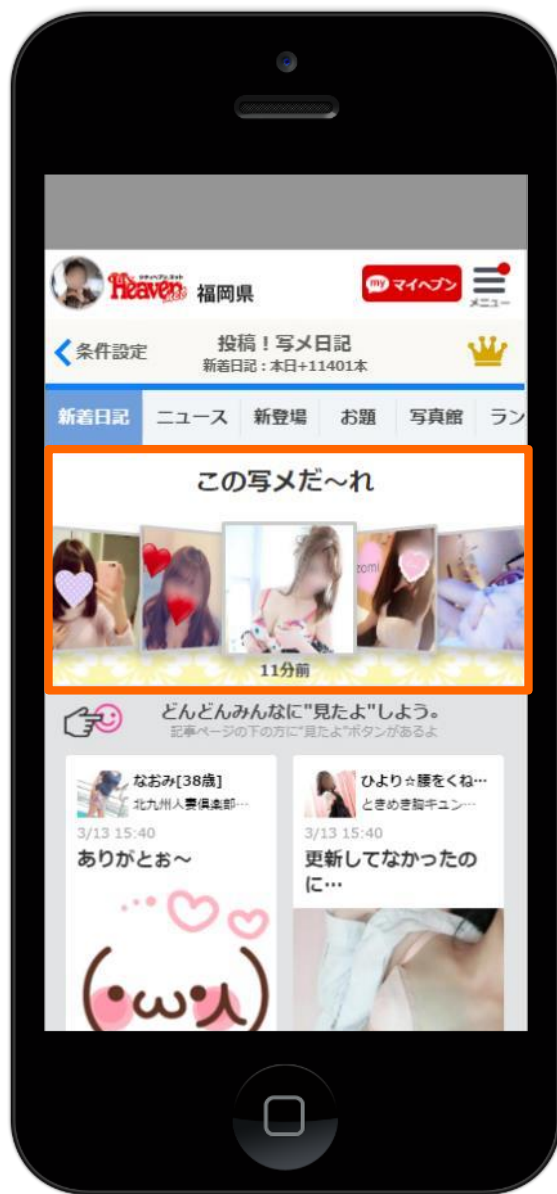 Heaven
福岡県
my マイヘブン
メニュー
条件設定
投稿！写メ日記
新着日記：本日+11401本
新着日記 ニュース 新登場 お題 写真館 ラン
この写メだ～れ
zomi
11分前
どんどんみんなに"見たよ"しよう。
記事ページの下の方に"見たよ"ボタンがあるよ
なおみ[38歳]
北九州人妻倶楽部…
3/13 15:40
ありがとぉ～
ひより☆腰をくね…
ときめき胸キュン…
3/13 15:40
更新してなかったの
に…